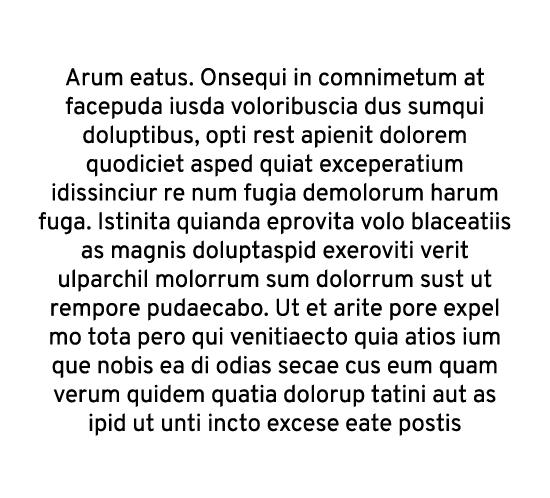 Arum eatus. Onsequi in comnimetum at
facepuda iusda voloribuscia dus sumqui
doluptibus, opti rest apienit dolorem
quodiciet asped quiat exceperatium
idissinciur re num fugia demolorum harum
fuga. Istinita quianda eprovita volo blaceatiis
as magnis doluptaspid exeroviti verit
ulparchil molorrum sum dolorrum sust ut
rempore pudaecabo. Ut et arite pore expel
mo tota pero qui venitiaecto quia atios ium
que nobis ea di odias secae cus eum quam
verum quidem quatia dolorup tatini aut as
ipid ut unti incto excese eate postis